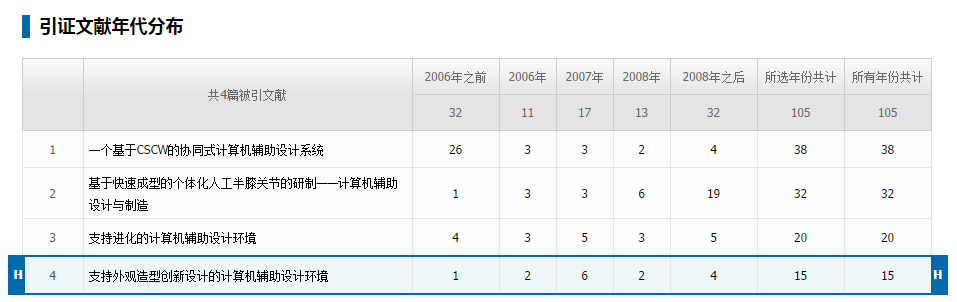 引证文献年代分布
共4篇被引文献 2006年之前 2006年 2007年 2008年 2008年之后 所选年份共计 所有年份共计
32 11 17 13 32 105 105
1 一个基于CSCW的协同式计算机辅助设计系统 26 3 3 2 4 38 38
2 基于快速成型的个体化人工半膝关节的研制——计算机辅助
设计与制造 1 3 3 6 19 32 32
3 支持进化的计算机辅助设计环境 4 3 5 3 5 20 20
H 4 支持外观造型创新设计的计算机辅助设计环境 1 2 6 2 4 15 15 H